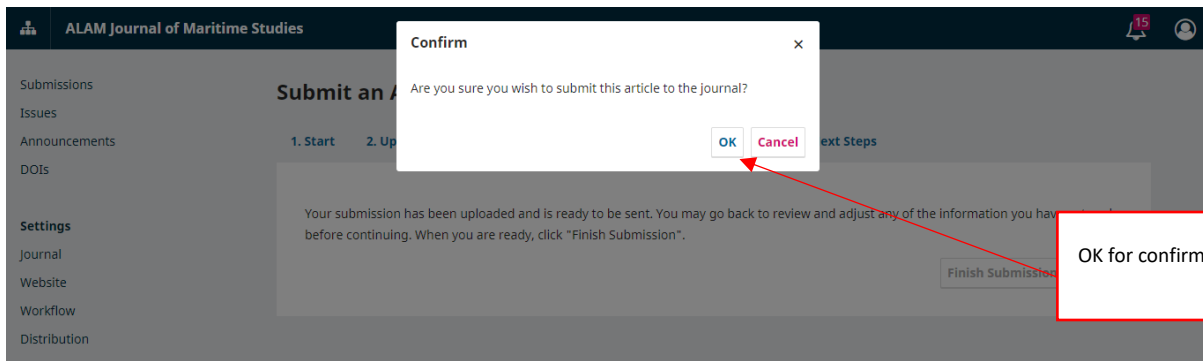 ALAM Journal of Maritime Studies
15
Confirm
×
Are you sure you wish to submit this article to the journal?
OK
Cancel
Submissions
Issues
Announcements
DOIs
Settings
Journal
Website
Workflow
Distribution
Submit an
1. Start 2. Up ext Steps
Your submission has been uploaded and is ready to be sent. You may go back to review and adjust any of the information you have
before continuing. When you are ready, click "Finish Submission".
Finish Submission
OK for confirm